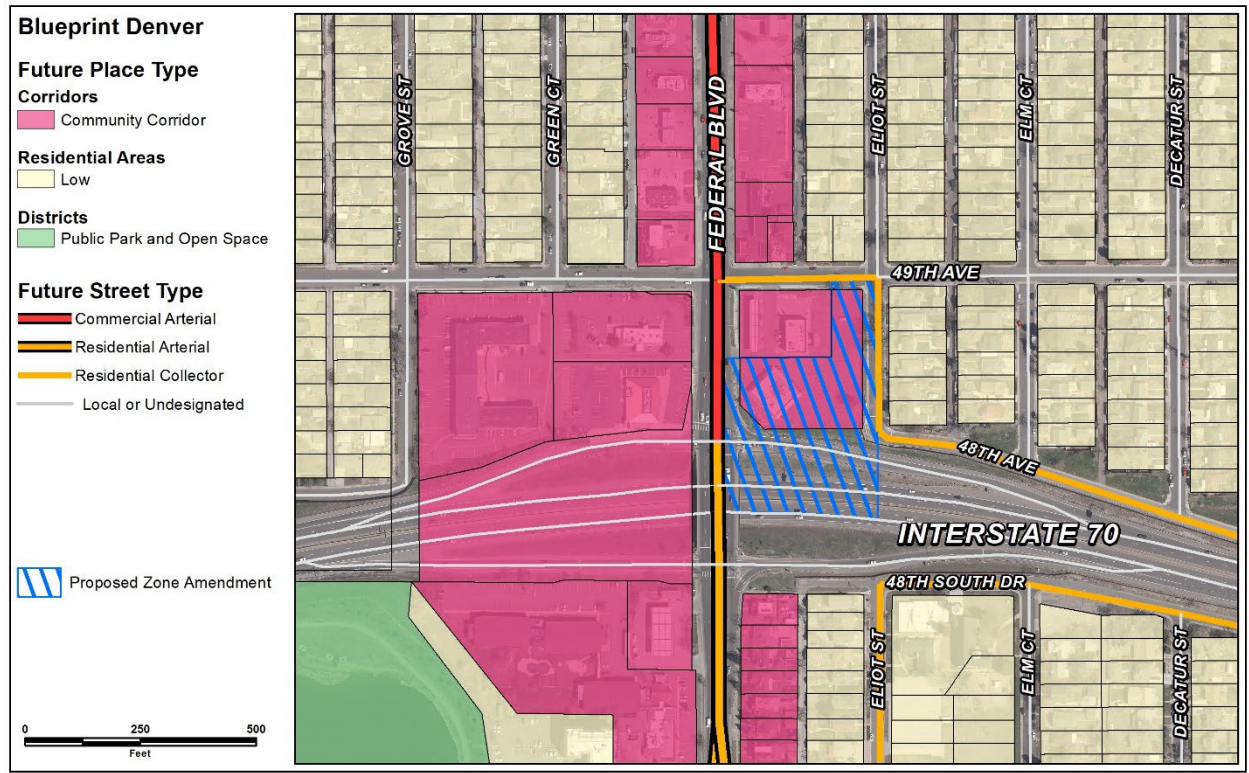 Blueprint Denver
Future Place Type
Corridors
Community Corridor
Residential Areas
Low
Districts
Public Park and Open Space
Future Street Type
Commercial Arterial
Residential Arterial
Residential Collector
Local or Undesignated
Proposed Zone Amendment
0 250 500
Feet
GROVE ST
GREEN CT
FEDERAL BLVD
ELIOT ST
ELM CT
DECATUR ST
49TH AVE
48TH AVE
INTERSTATE 70
48TH SOUTH DR
ELIOT ST
ELM CT
DECATUR ST